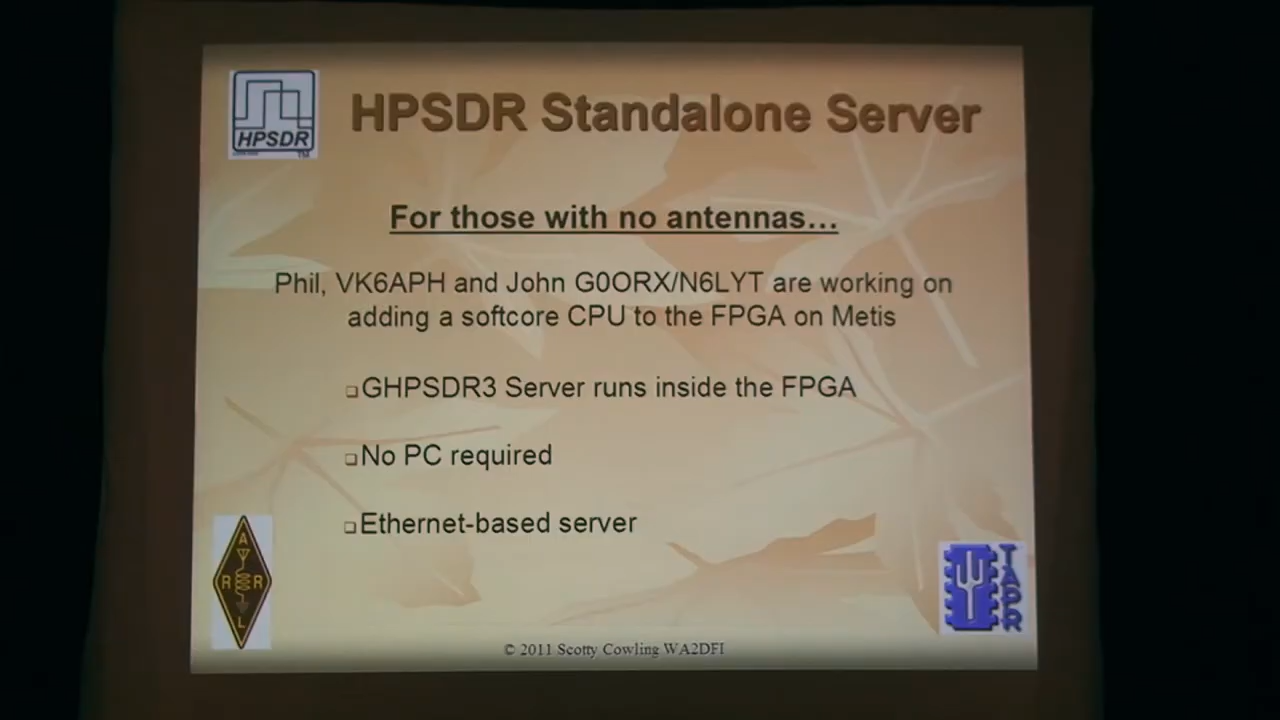 HPSDR
TM
HPSDR Standalone Server
For those with no antennas...
Phil, VK6APH and John G0ORX/N6LYT are working on
adding a softcore CPU to the FPGA on Metis
❑GHPSDR3 Server runs inside the FPGA
❑No PC required
❑Ethernet-based server
A
R R
L
TAPR
© 2011 Scotty Cowling WA2DFI